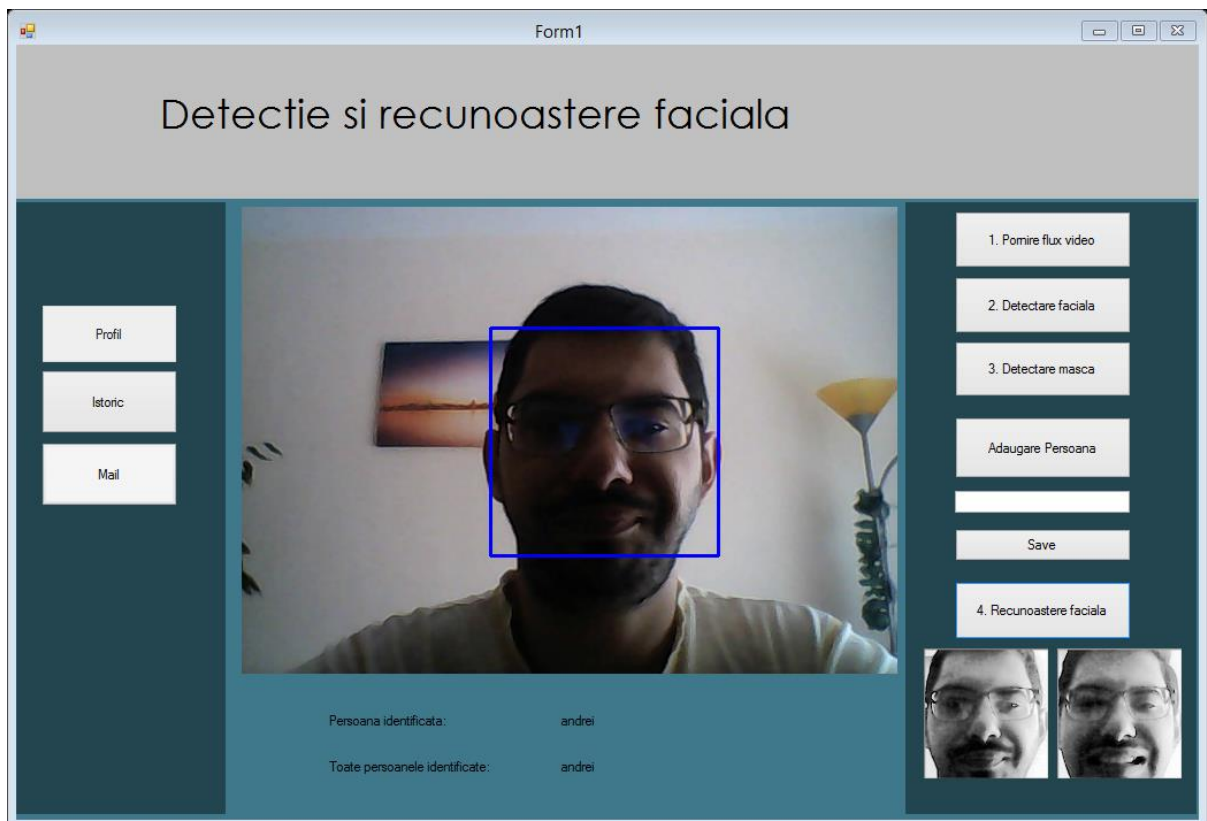 Form1
Detectie si recunoastere faciala
Profil
Istoric
Mail
1. Pornire flux video
2. Detectare faciala
3. Detectare masca
Adaugare Persoana
Save
4. Recunoastere faciala
Persoana identificata: andrei
Toate persoanele identificate: andrei